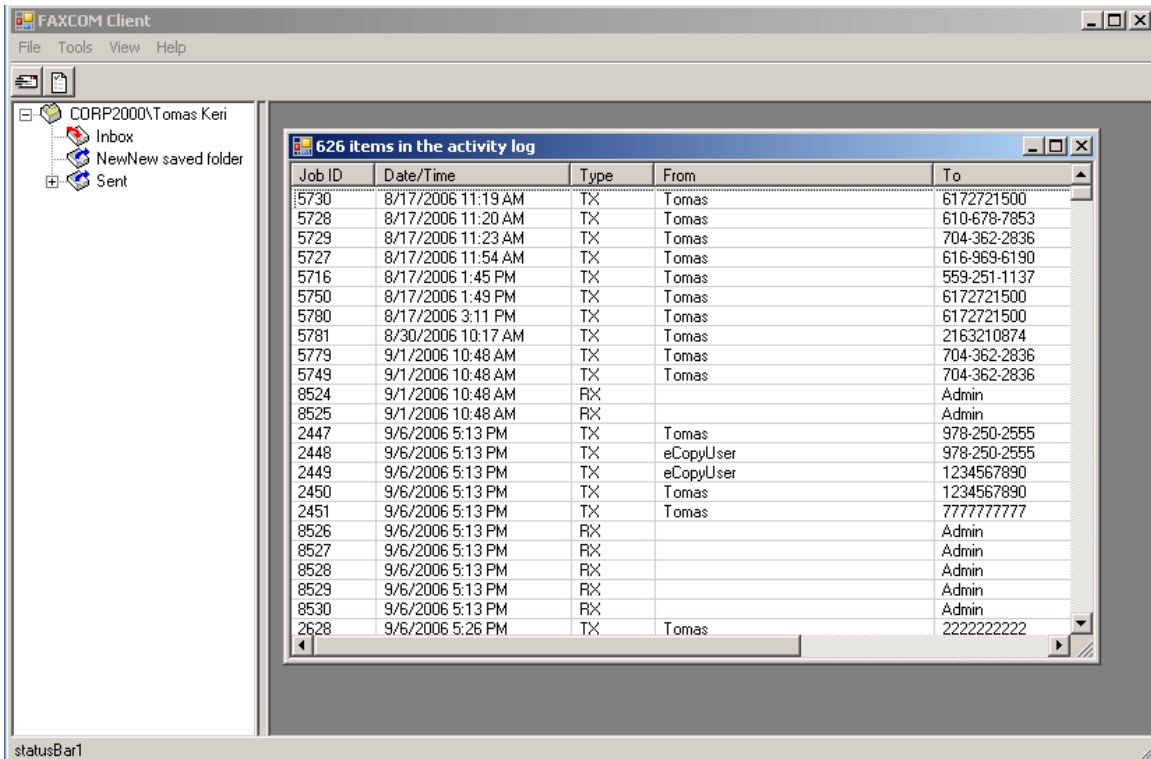 FAXCOM Client
File Tools View Help
CORP2000\Tomas Keri
Inbox
NewNew saved folder
Sent
626 items in the activity log
Job ID Date/Time Type From To
5730 8/17/2006 11:19 AM TX Tomas 6172721500
5728 8/17/2006 11:20 AM TX Tomas 610-678-7853
5729 8/17/2006 11:23 AM TX Tomas 704-362-2836
5727 8/17/2006 11:54 AM TX Tomas 616-969-6190
5716 8/17/2006 1:45 PM TX Tomas 559-251-1137
5750 8/17/2006 1:49 PM TX Tomas 6172721500
5780 8/17/2006 3:11 PM TX Tomas 6172721500
5781 8/30/2006 10:17 AM TX Tomas 2163210874
5779 9/1/2006 10:48 AM TX Tomas 704-362-2836
5749 9/1/2006 10:48 AM TX Tomas 704-362-2836
8524 9/1/2006 10:48 AM RX Admin
8525 9/1/2006 10:48 AM RX Admin
2447 9/6/2006 5:13 PM TX Tomas 978-250-2555
2448 9/6/2006 5:13 PM TX eCopyUser 978-250-2555
2449 9/6/2006 5:13 PM TX eCopyUser 1234567890
2450 9/6/2006 5:13 PM TX Tomas 1234567890
2451 9/6/2006 5:13 PM TX Tomas 7777777777
8526 9/6/2006 5:13 PM RX Admin
8527 9/6/2006 5:13 PM RX Admin
8528 9/6/2006 5:13 PM RX Admin
8529 9/6/2006 5:13 PM RX Admin
8530 9/6/2006 5:13 PM RX Admin
2628 9/6/2006 5:26 PM TX Tomas 2222222222
statusBar1